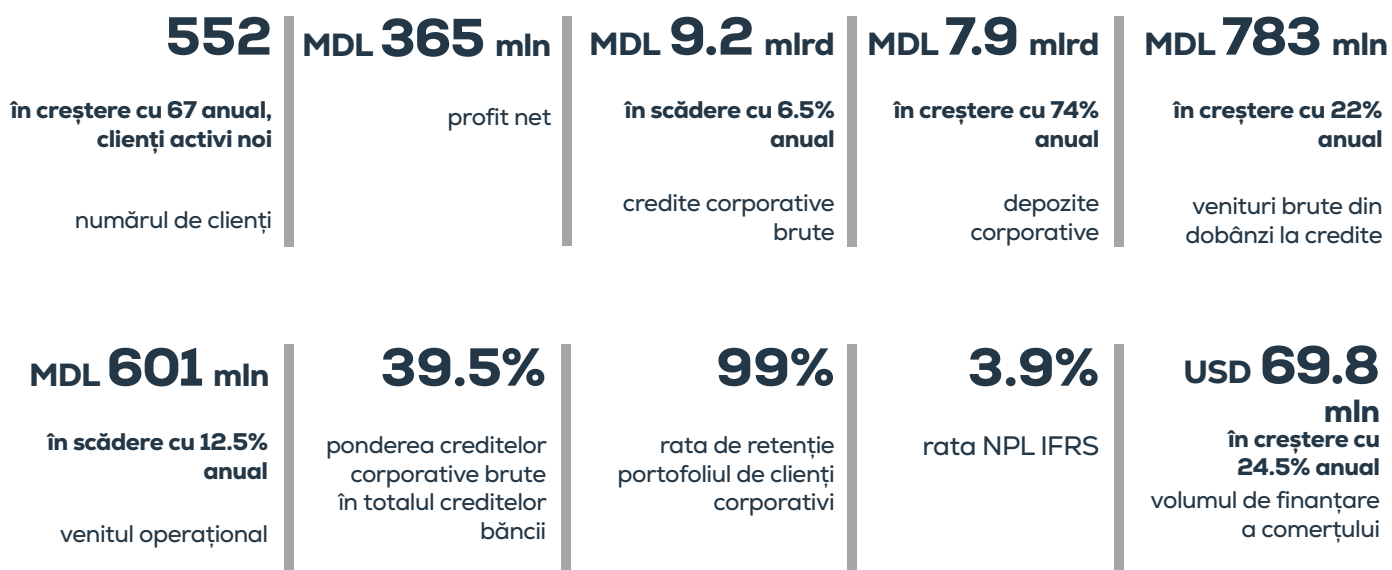 552
în creștere cu 67 anual,
clienți activi noi
numărul de clienți
MDL 365 mln
profit net
MDL 9.2 mlrd
în scădere cu 6.5%
anual
credite corporative
brute
MDL 7.9 mlrd
în creștere cu 74%
anual
depozite
corporative
MDL 783 mln
în creștere cu 22%
anual
venituri brute din
dobânzi la credite
MDL 601 mln
în scădere cu 12.5%
anual
venitul operațional
39.5%
ponderea creditelor
corporative brute
în totalul creditelor
băncii
99%
rata de retenție
portofoliul de clienți
corporativi
3.9%
rata NPL IFRS
USD 69.8
mln
în creștere cu
24.5% anual
volumul de finanțare
a comerțului